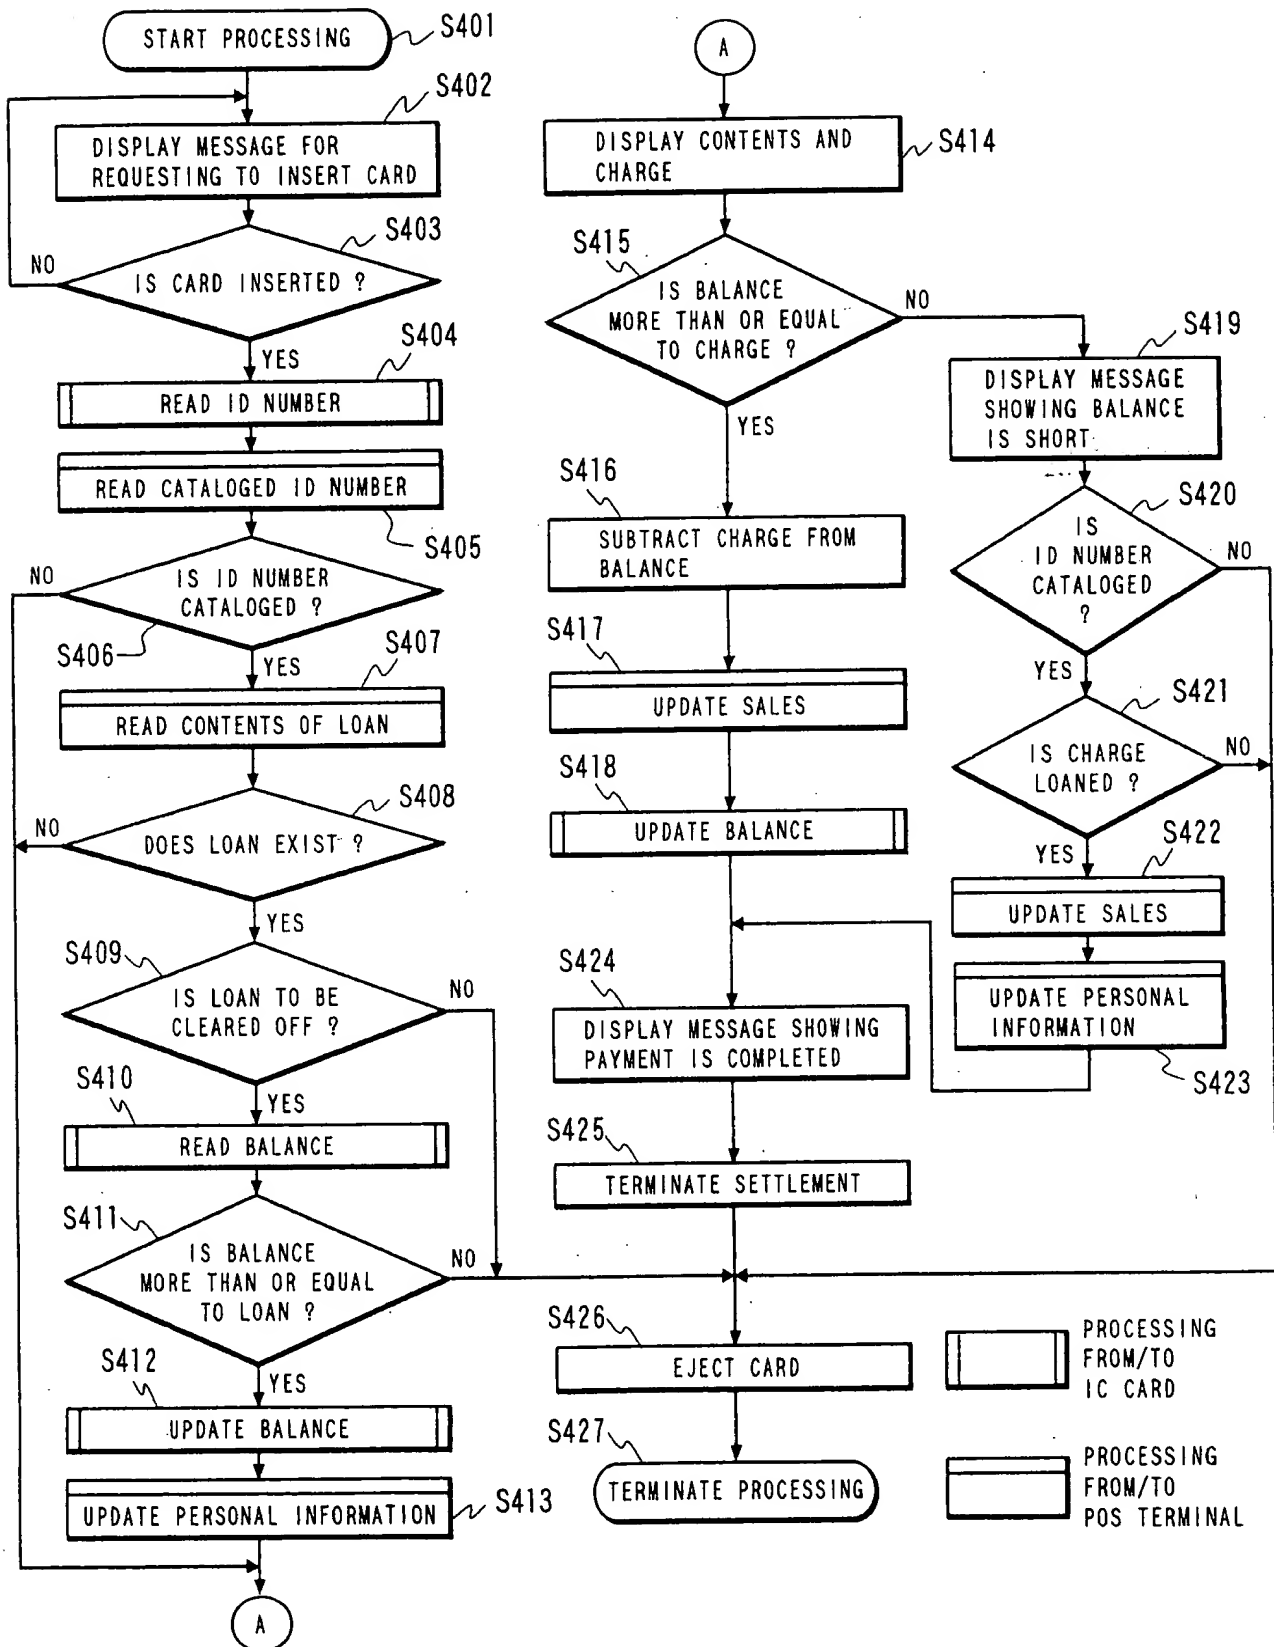 START PROCESSING
S401
S402
DISPLAY MESSAGE FOR
REQUESTING TO INSERT CARD
S403
NO
IS CARD INSERTED ?
YES
S404
READ ID NUMBER
READ CATALOGED ID NUMBER
S405
NO
IS ID NUMBER
CATALOGED ?
S406
YES
S407
READ CONTENTS OF LOAN
S408
NO
DOES LOAN EXIST ?
YES
S409
IS LOAN TO BE
CLEARED OFF ?
NO
YES
S410
READ BALANCE
S411
IS BALANCE
MORE THAN OR EQUAL
TO LOAN ?
NO
YES
S412
UPDATE BALANCE
UPDATE PERSONAL INFORMATION
S413
A
A
DISPLAY CONTENTS AND
CHARGE
S414
S415
IS BALANCE
MORE THAN OR EQUAL
TO CHARGE ?
NO
YES
S416
SUBTRACT CHARGE FROM
BALANCE
S417
UPDATE SALES
S418
UPDATE BALANCE
S424
DISPLAY MESSAGE SHOWING
PAYMENT IS COMPLETED
S425
TERMINATE SETTLEMENT
S426
EJECT CARD
S427
TERMINATE PROCESSING
S419
DISPLAY MESSAGE
SHOWING BALANCE
IS SHORT
S420
IS
ID NUMBER
CATALOGED
?
NO
YES
S421
IS CHARGE
LOANED ?
NO
YES
S422
UPDATE SALES
UPDATE PERSONAL
INFORMATION
S423
PROCESSING
FROM/TO
IC CARD
PROCESSING
FROM/TO
POS TERMINAL